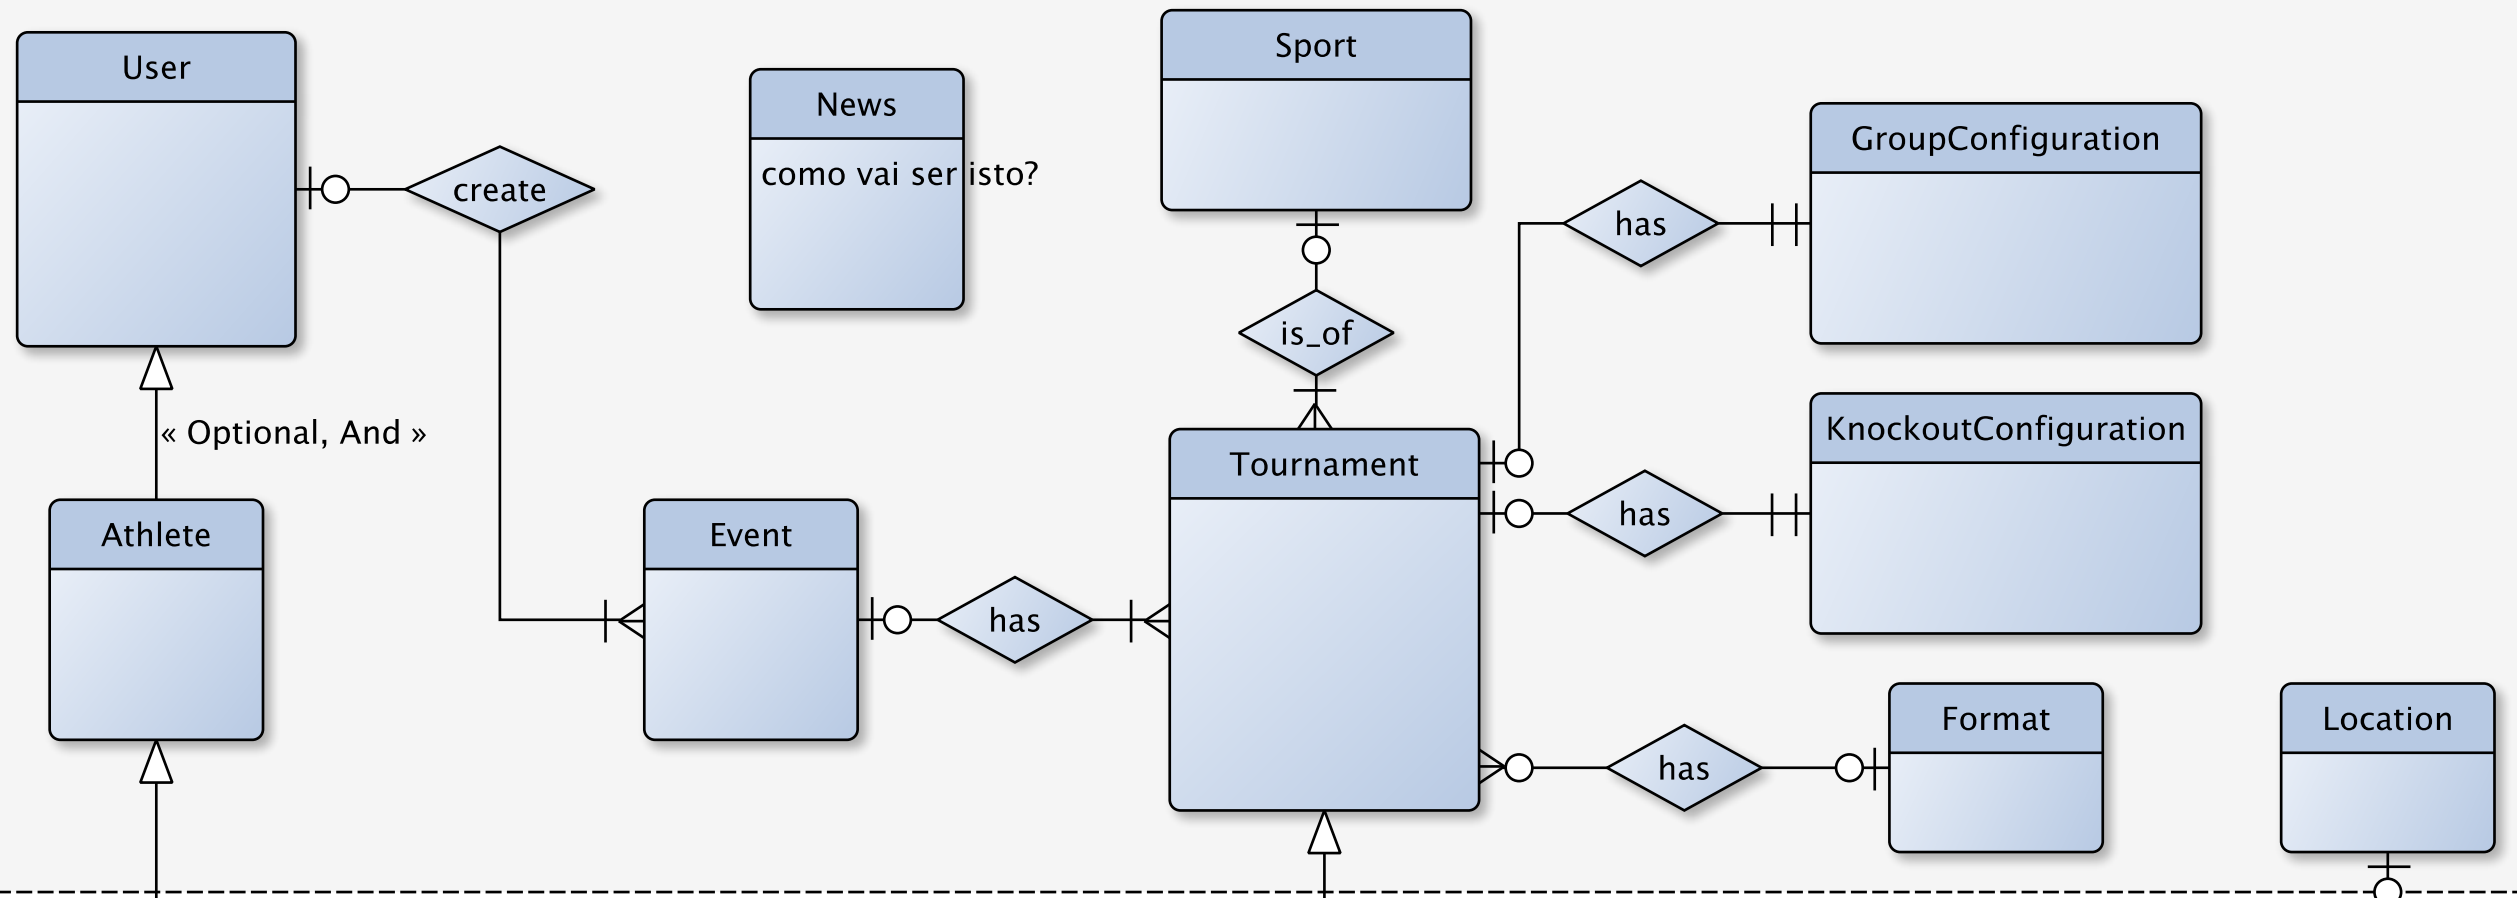 User
News
como vai ser isto?
Sport
GroupConfiguration
create
has
is_of
« Optional, And »
KnockoutConfiguration
Tournament
has
Athlete
Event
has
Format
Location
has